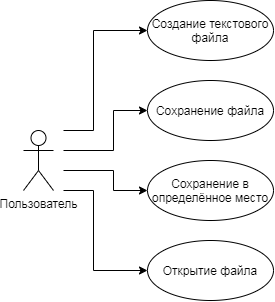 Создание текстового
файла
Сохранение файла
Пользователь
Сохранение в
определённое место
Открытие файла